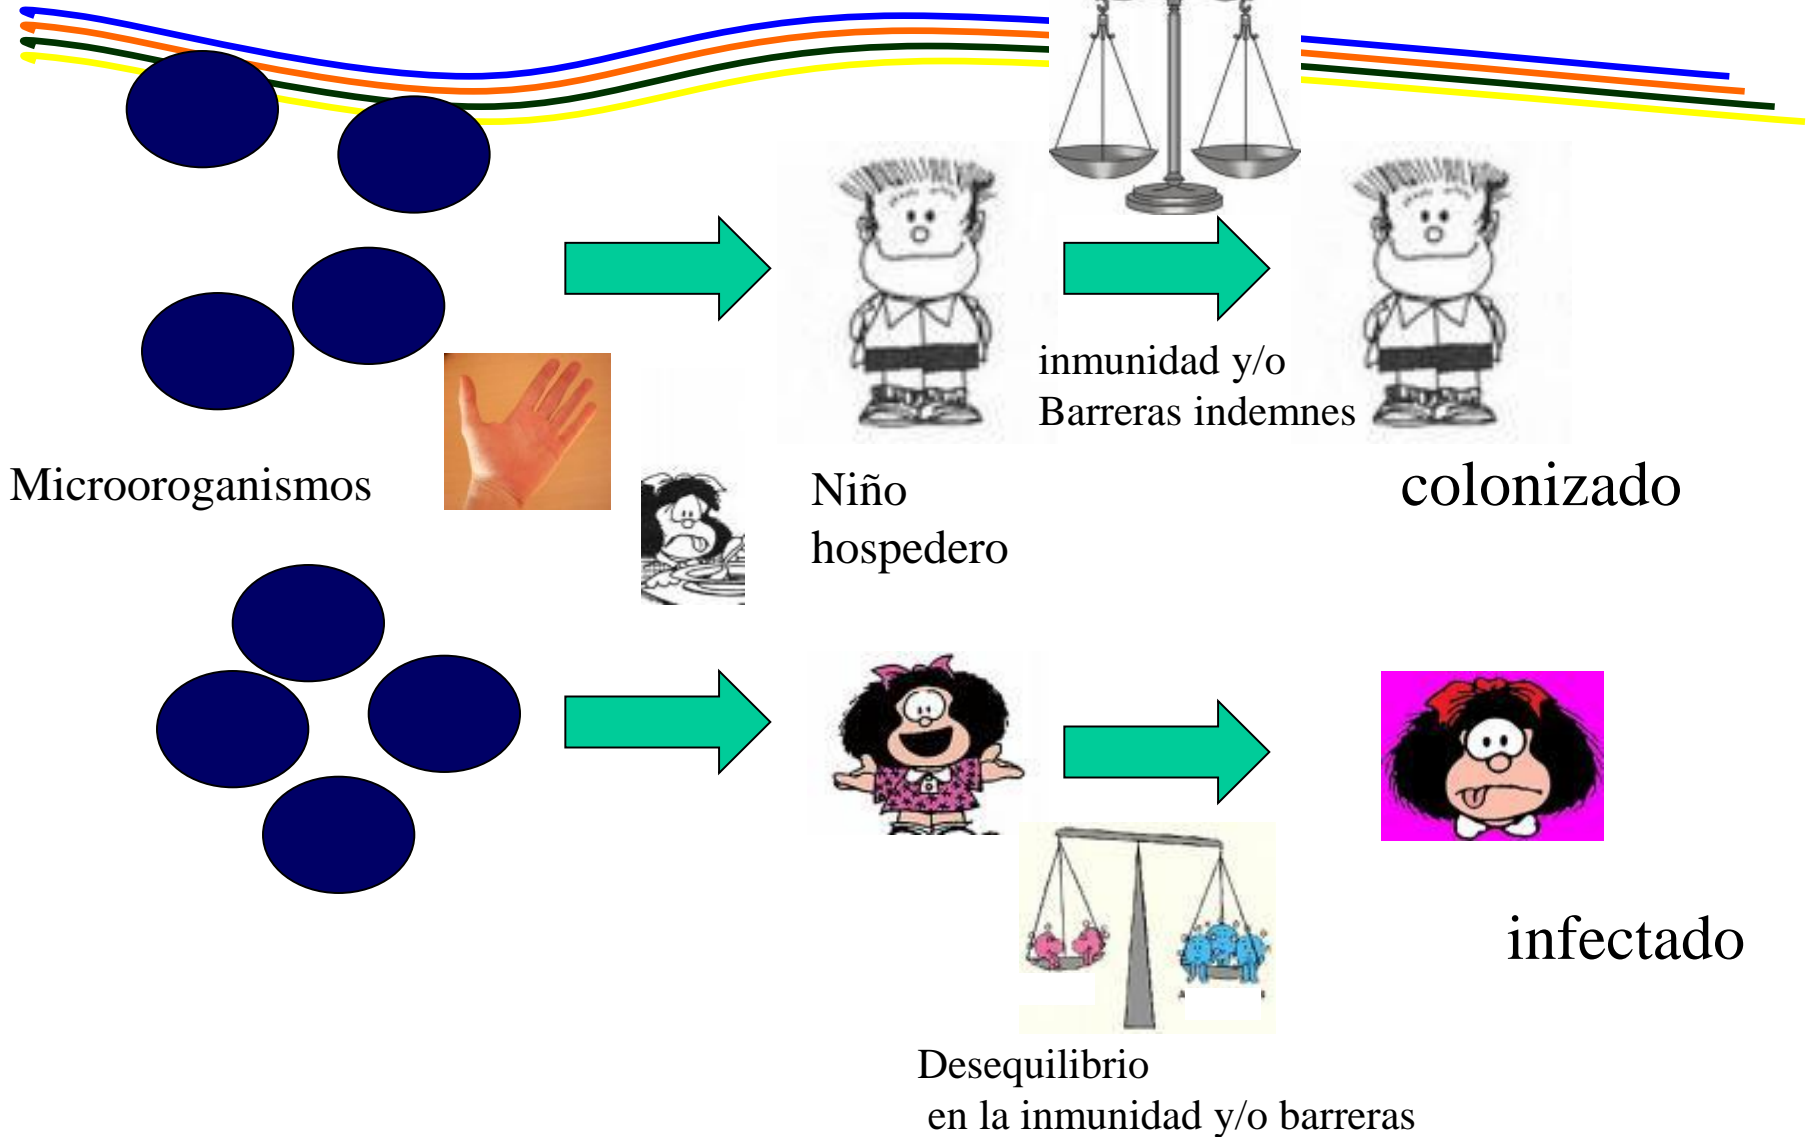 inmunidad y/o
Barreras indemnes
Microoroganismos
Niño
hospedero
colonizado
infectado
Desequilibrio
en la inmunidad y/o barreras